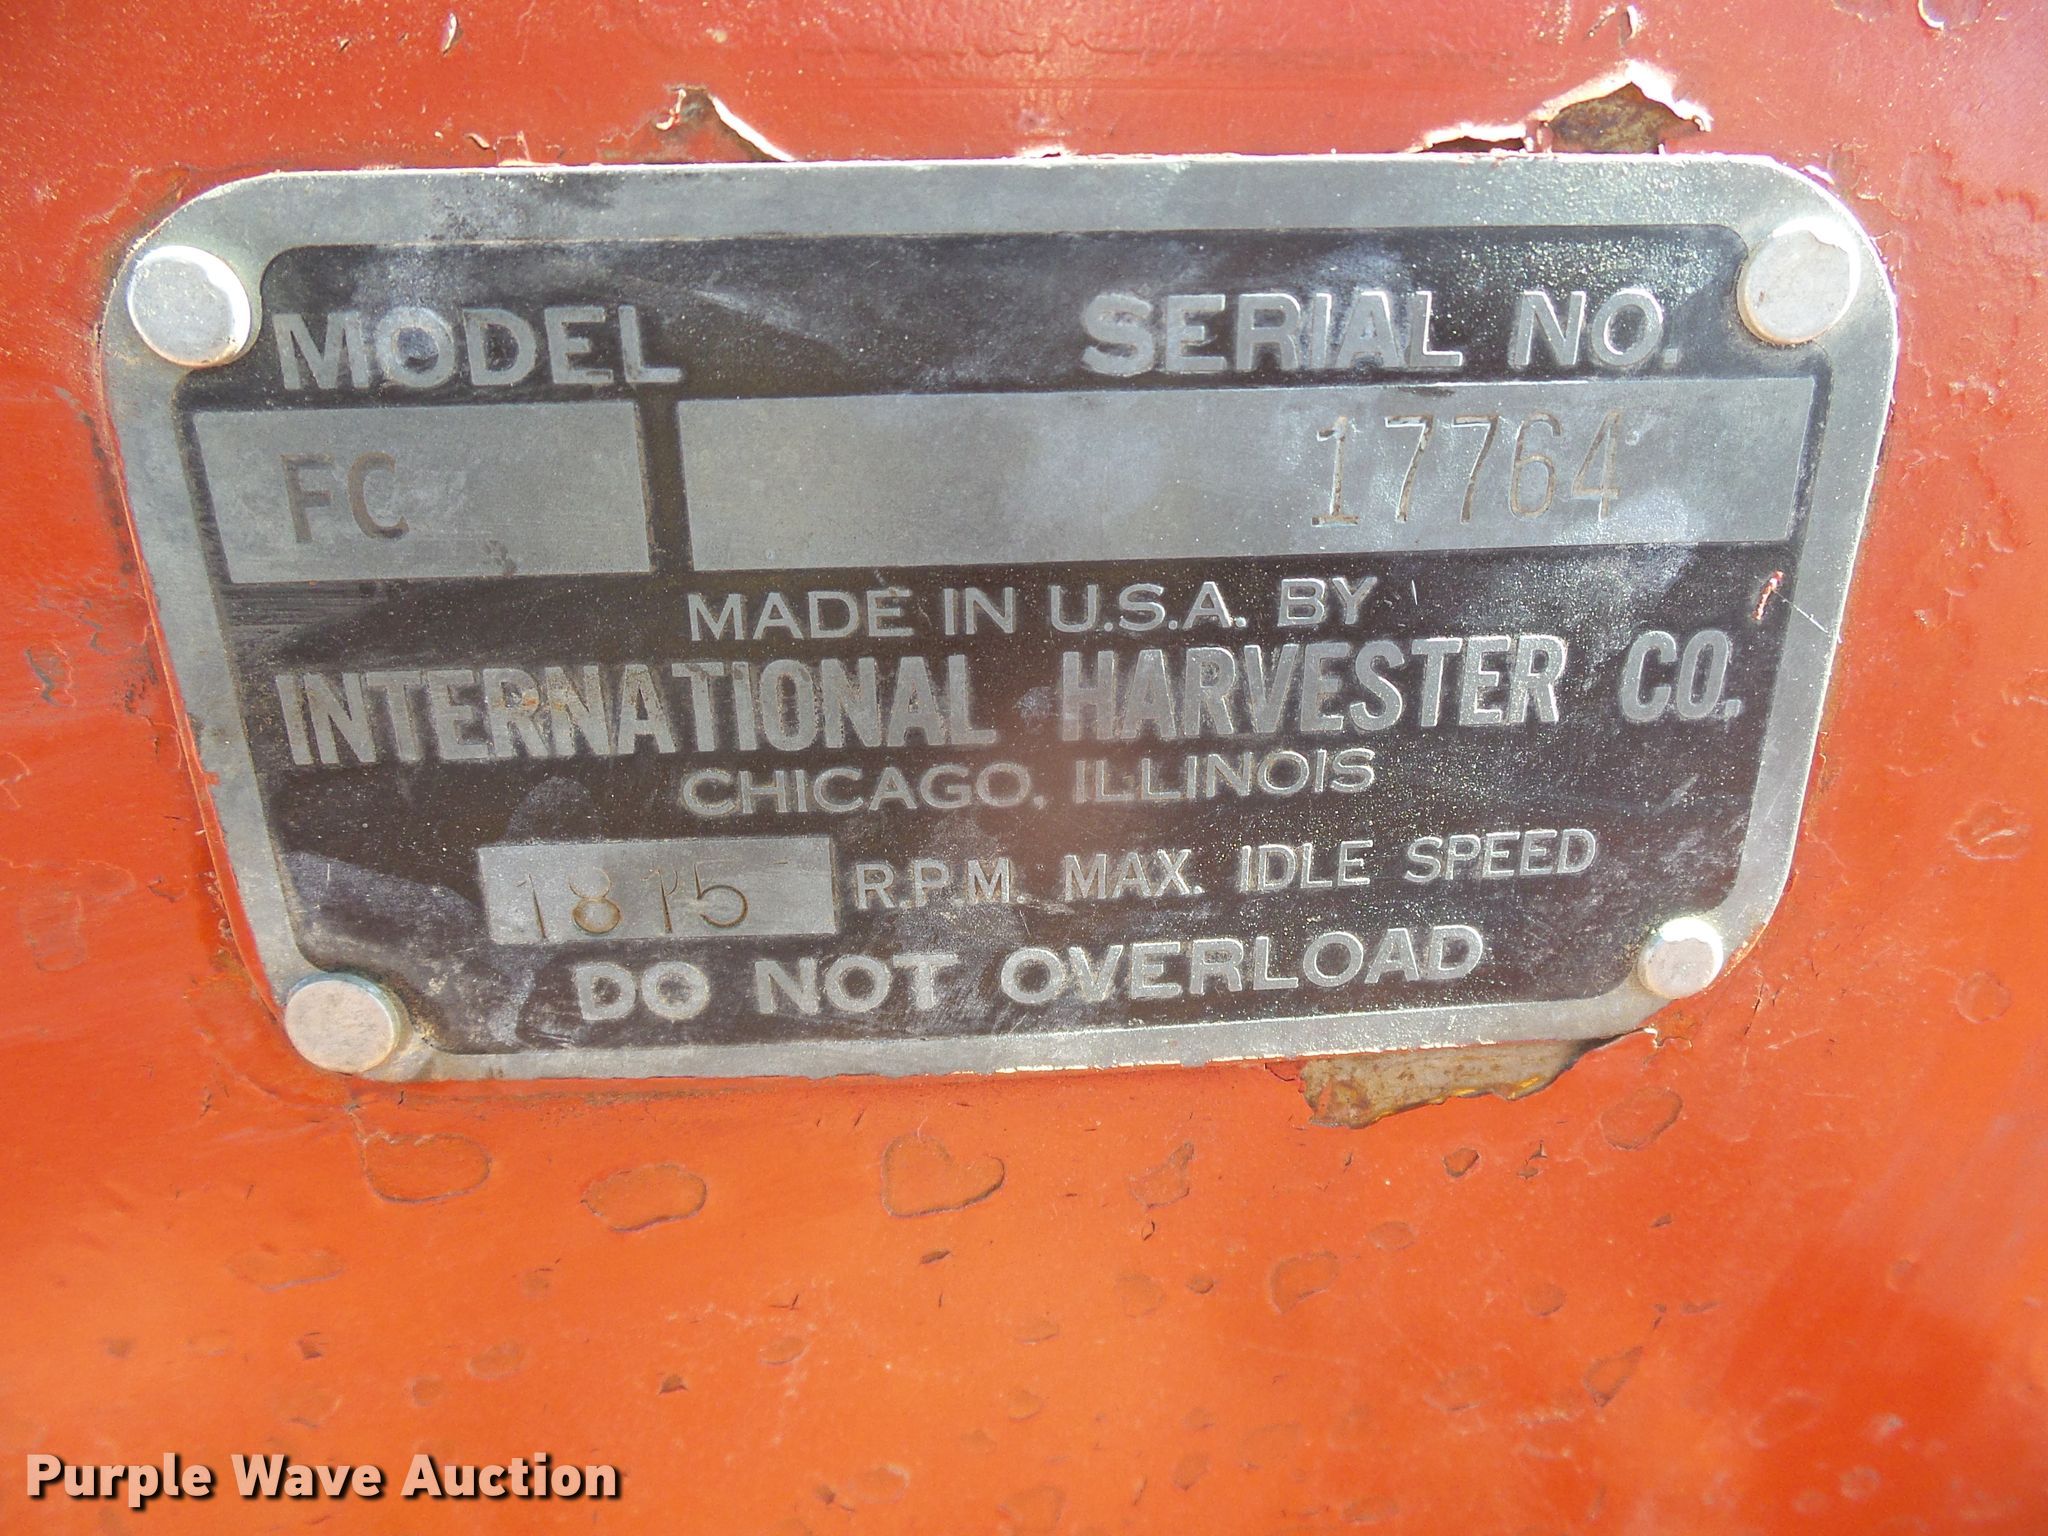 MODEL SERIAL NO.
FC 17764
MADE IN U.S.A. BY
INTERNATIONAL HARVESTER CO.
CHICAGO, ILLINOIS
1815 R.P.M. MAX. IDLE SPEED
DO NOT OVERLOAD
Purple Wave Auction